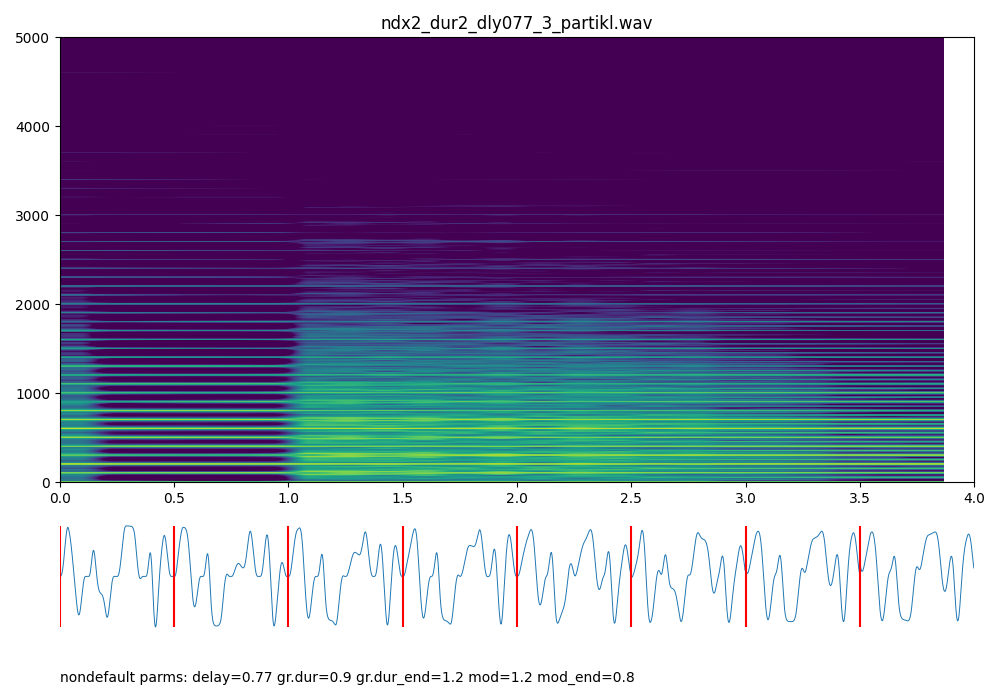 ndx2_dur2_dly077_3_partikl.wav
5000
4000
3000
2000
1000
0
0.0 0.5 1.0 1.5 2.0 2.5 3.0 3.5 4.0
nondefault parms: delay=0.77 gr.dur=0.9 gr.dur_end=1.2 mod=1.2 mod_end=0.8